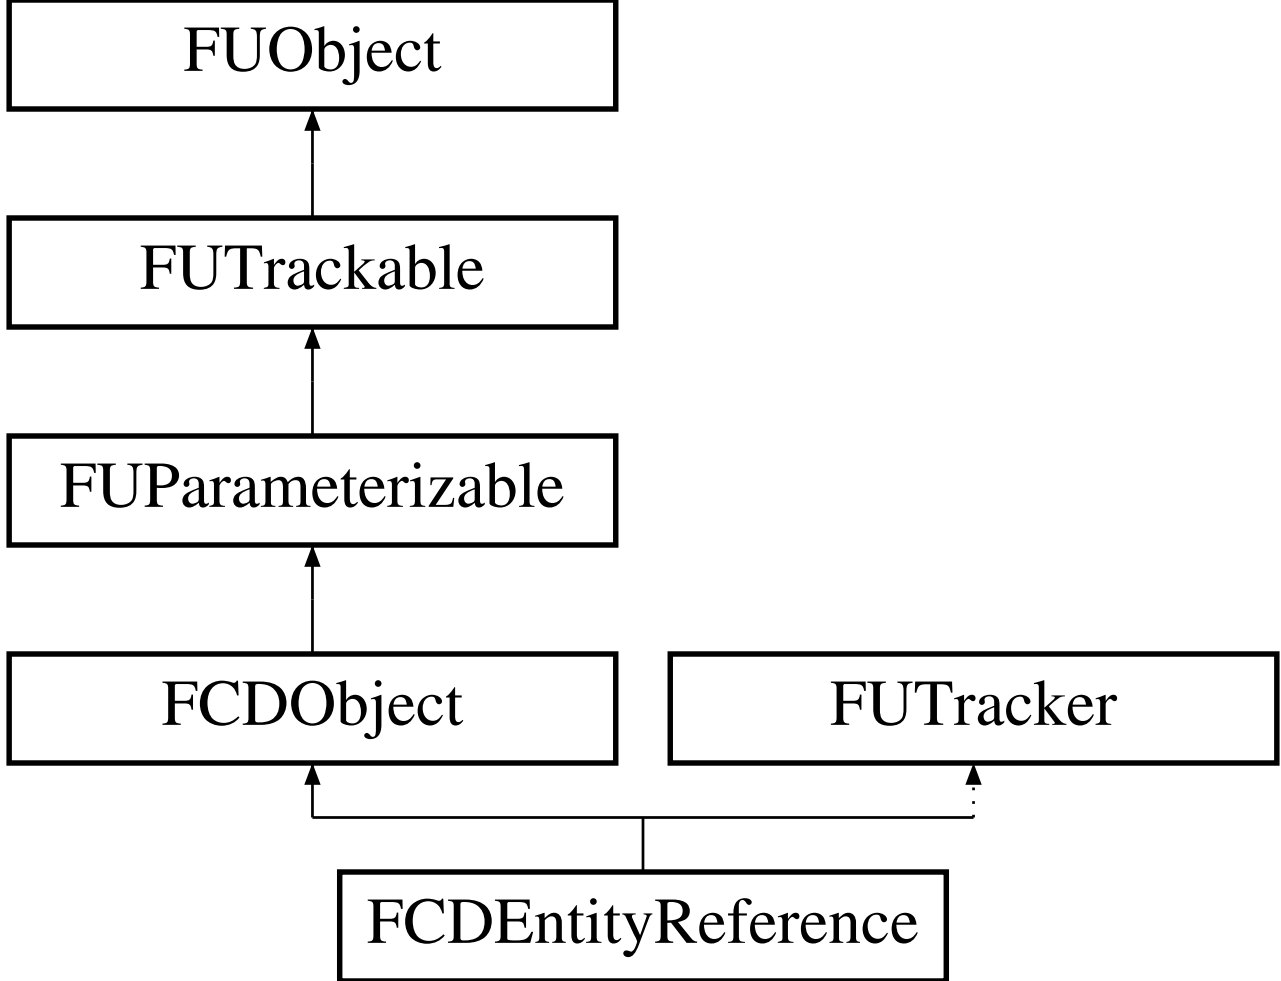 FUObject
FUTrackable
FUParameterizable
FCDObject
FUTracker
FCDEntityReference